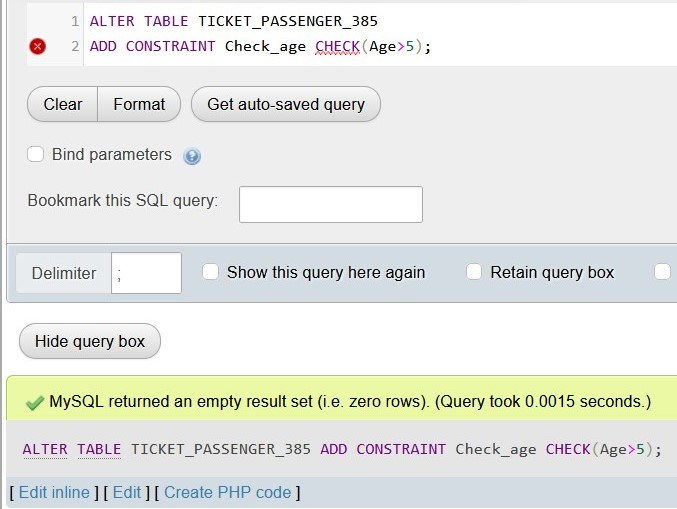 1 ALTER TABLE TICKET_PASSENGER_385
2 ADD CONSTRAINT Check_age CHECK(Age>5);
Clear Format Get auto-saved query
Bind parameters
Bookmark this SQL query:
Delimiter ; Show this query here again Retain query box
Hide query box
MySQL returned an empty result set (i.e. zero rows). (Query took 0.0015 seconds.)
ALTER TABLE TICKET_PASSENGER_385 ADD CONSTRAINT Check_age CHECK(Age>5);
[ Edit inline ] [ Edit ] [ Create PHP code ]